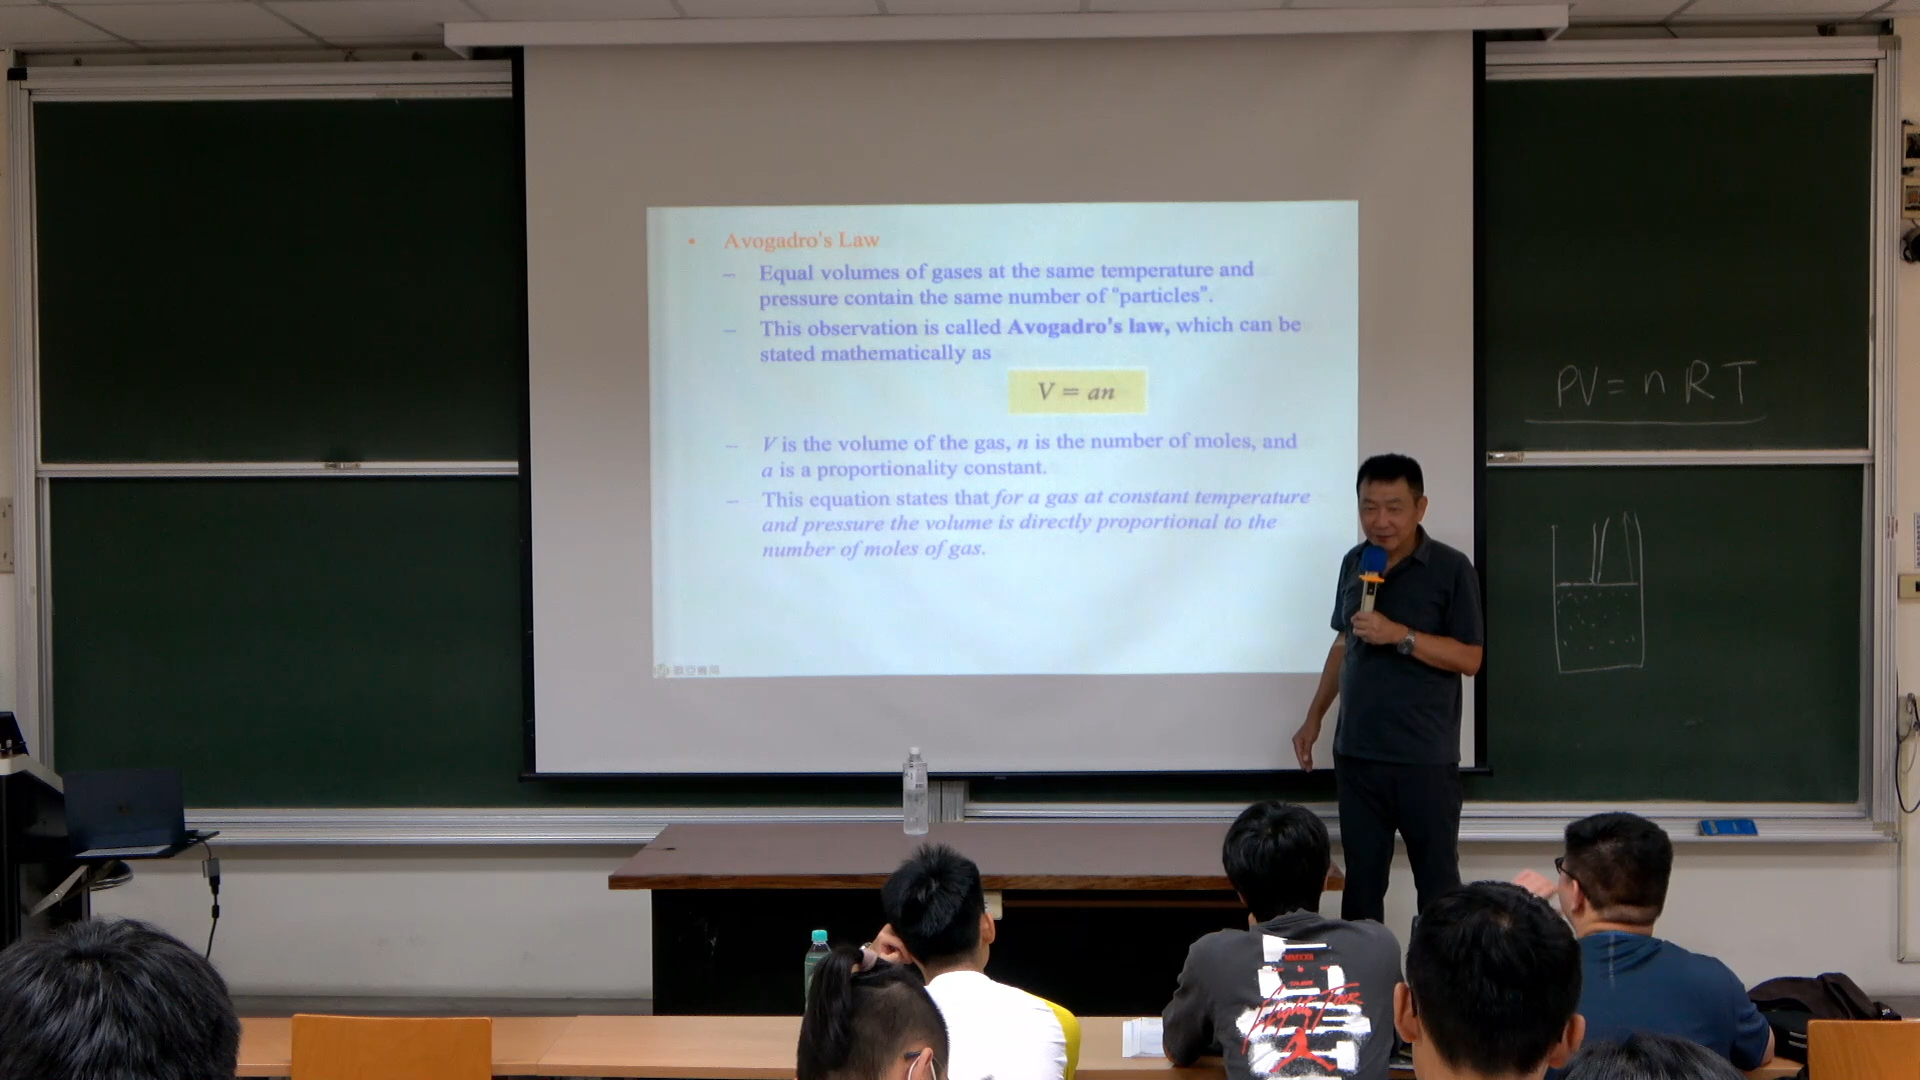 • Avogadro's Law
– Equal volumes of gases at the same temperature and
pressure contain the same number of “particles”.
– This observation is called Avogadro's law, which can be
stated mathematically as
V = an
– V is the volume of the gas, n is the number of moles, and
a is a proportionality constant.
– This equation states that for a gas at constant temperature
and pressure the volume is directly proportional to the
number of moles of gas.
PV = n R T
Flight Tour